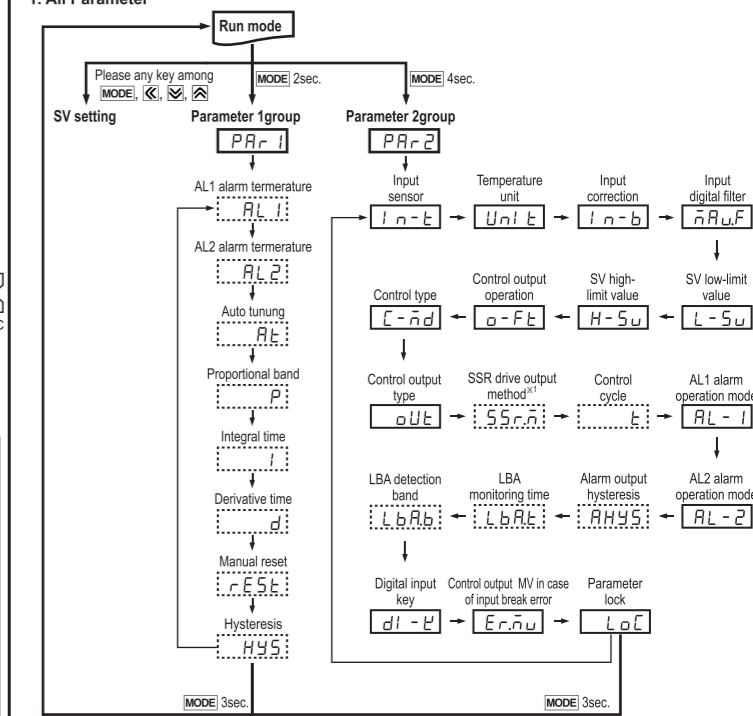 1. All Parameter
Run mode
Please any key among
MODE, «, ︾, ︽
MODE 2sec.
MODE 4sec.
SV setting
Parameter 1group
PAr1
AL1 alarm termerature
AL1
AL2 alarm termerature
AL2
Auto tunung
At
Proportional band
P
Integral time
I
Derivative time
d
Manual reset
rESt
Hysteresis
HYS
MODE 3sec.
Parameter 2group
PAr2
Input
sensor
In-t
Temperature
unit
UnIt
Input
correction
In-b
Input
digital filter
mAu.F
SV low-limit
value
L-Su
SV high-
limit value
H-Su
Control output
operation
o-Ft
Control type
C-md
Control output
type
oUt
SSR drive output
method※1
SSr.m
Control
cycle
t
AL1 alarm
operation mode
AL-1
AL2 alarm
operation mode
AL-2
Alarm output
hysteresis
AHYS
LBA
monitoring time
LbA.t
LBA detection
band
LbA.b
Digital input
key
dI-K
Control output MV in case
of input break error
Er.mu
Parameter
lock
LoC
MODE 3sec.